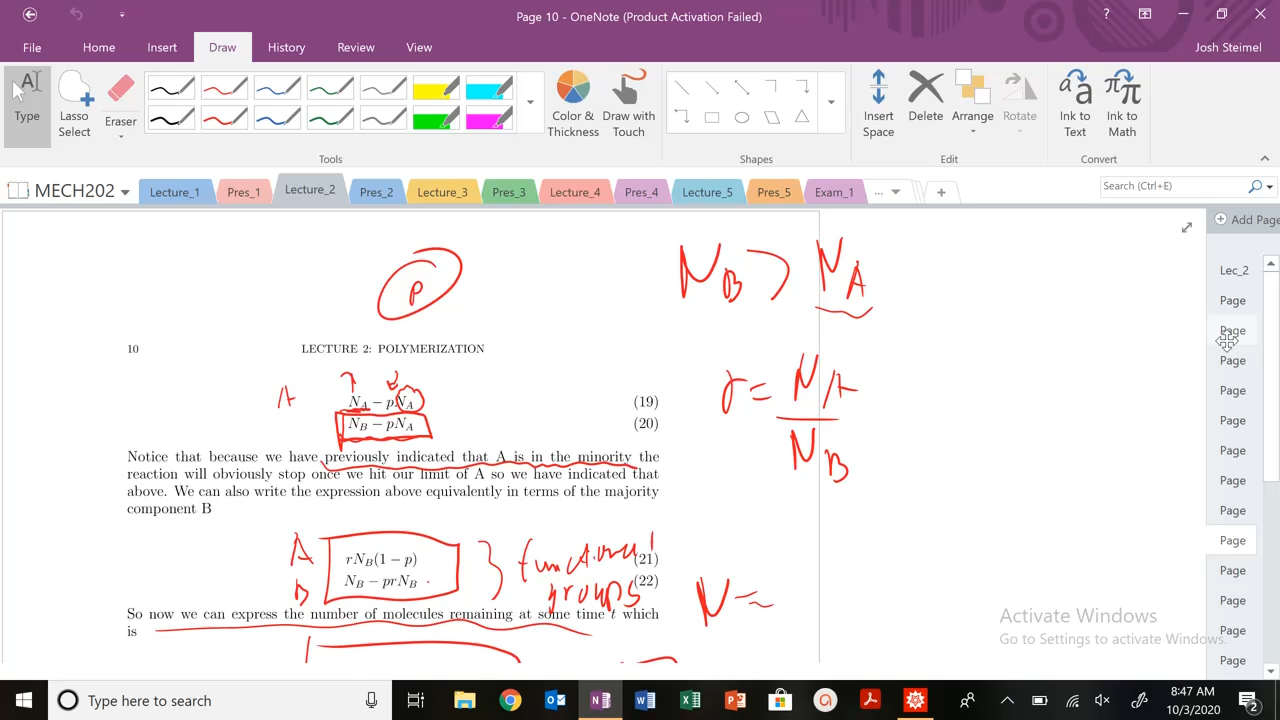 Page 10 - OneNote (Product Activation Failed)
?
File Home Insert Draw History Review View
Josh Steimel
Type
Lasso Select
Eraser
Color & Thickness
Draw with Touch
Insert Space
Delete
Arrange
Rotate
Ink to Text
Ink to Math
Tools Shapes Edit Convert
MECH202 Lecture_1 Pres_1 Lecture_2 Pres_2 Lecture_3 Pres_3 Lecture_4 Pres_4 Lecture_5 Pres_5 Exam_1 ... +
Search (Ctrl+E)
Add Page
Lec_2
Page
Page
Page
Page
Page
Page
Page
Page
Page
Page
Page
Page
Page
P
N_B > N_A
10 LECTURE 2: POLYMERIZATION
A N_A − pN_A (19)
N_B − pN_A (20)
r = N_A / N_B
Notice that because we have previously indicated that A is in the minority the
reaction will obviously stop once we hit our limit of A so we have indicated that
above. We can also write the expression above equivalently in terms of the majority
component B
A rN_B(1 − p) (21)
B N_B − prN_B (22)
} functional
groups
N =
So now we can express the number of molecules remaining at some time t which
is
Activate Windows
Go to Settings to activate Windows.
Type here to search
8:47 AM
10/3/2020
2